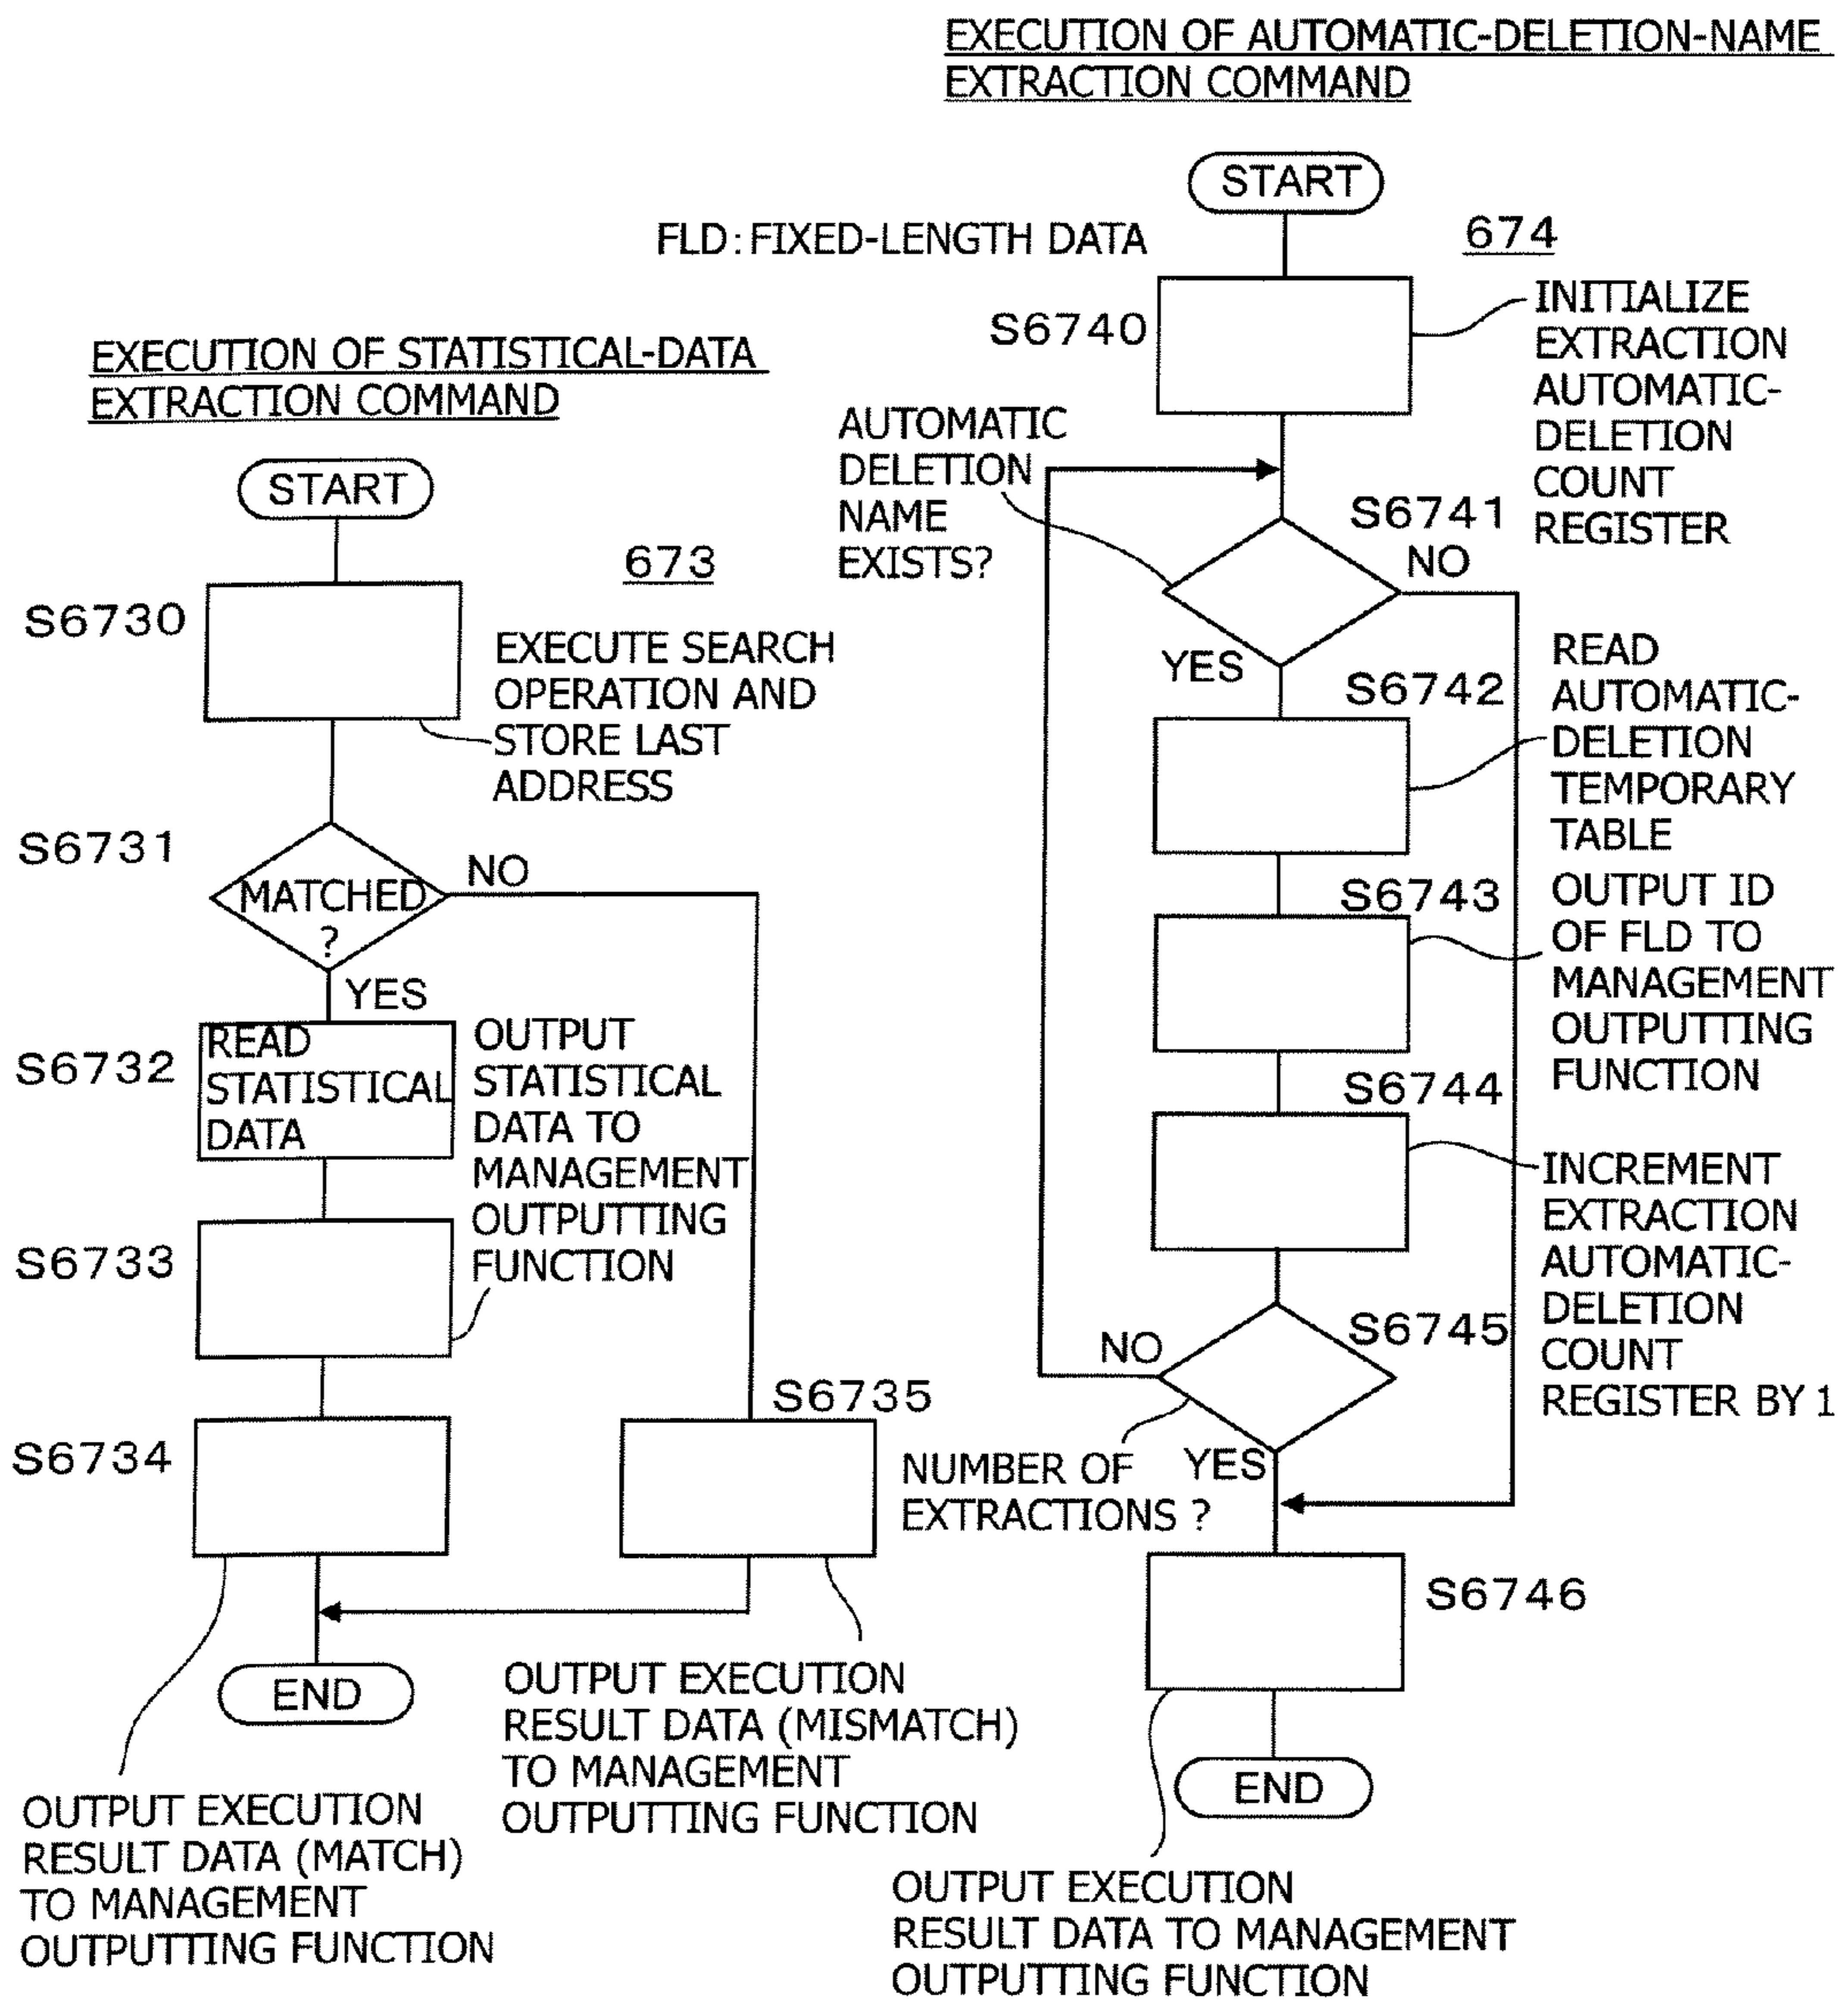 EXECUTION OF AUTOMATIC-DELETION-NAME
EXTRACTION COMMAND
START
FLD:FIXED-LENGTH DATA
674
S6740
INITIALIZE
EXTRACTION
AUTOMATIC-
DELETION
COUNT
REGISTER
AUTOMATIC
DELETION
NAME
EXISTS?
S6741
NO
YES
S6742
READ
AUTOMATIC-
DELETION
TEMPORARY
TABLE
S6743
OUTPUT ID
OF FLD TO
MANAGEMENT
OUTPUTTING
FUNCTION
S6744
INCREMENT
EXTRACTION
AUTOMATIC-
DELETION
COUNT
REGISTER BY 1
S6745
NO
NUMBER OF
EXTRACTIONS ?
YES
S6746
END
OUTPUT EXECUTION
RESULT DATA TO MANAGEMENT
OUTPUTTING FUNCTION
EXECUTION OF STATISTICAL-DATA
EXTRACTION COMMAND
START
673
S6730
EXECUTE SEARCH
OPERATION AND
STORE LAST
ADDRESS
S6731
MATCHED
?
NO
YES
S6732
READ
STATISTICAL
DATA
OUTPUT
STATISTICAL
DATA TO
MANAGEMENT
OUTPUTTING
FUNCTION
S6733
S6734
S6735
END
OUTPUT EXECUTION
RESULT DATA (MISMATCH)
TO MANAGEMENT
OUTPUTTING FUNCTION
OUTPUT EXECUTION
RESULT DATA (MATCH)
TO MANAGEMENT
OUTPUTTING FUNCTION